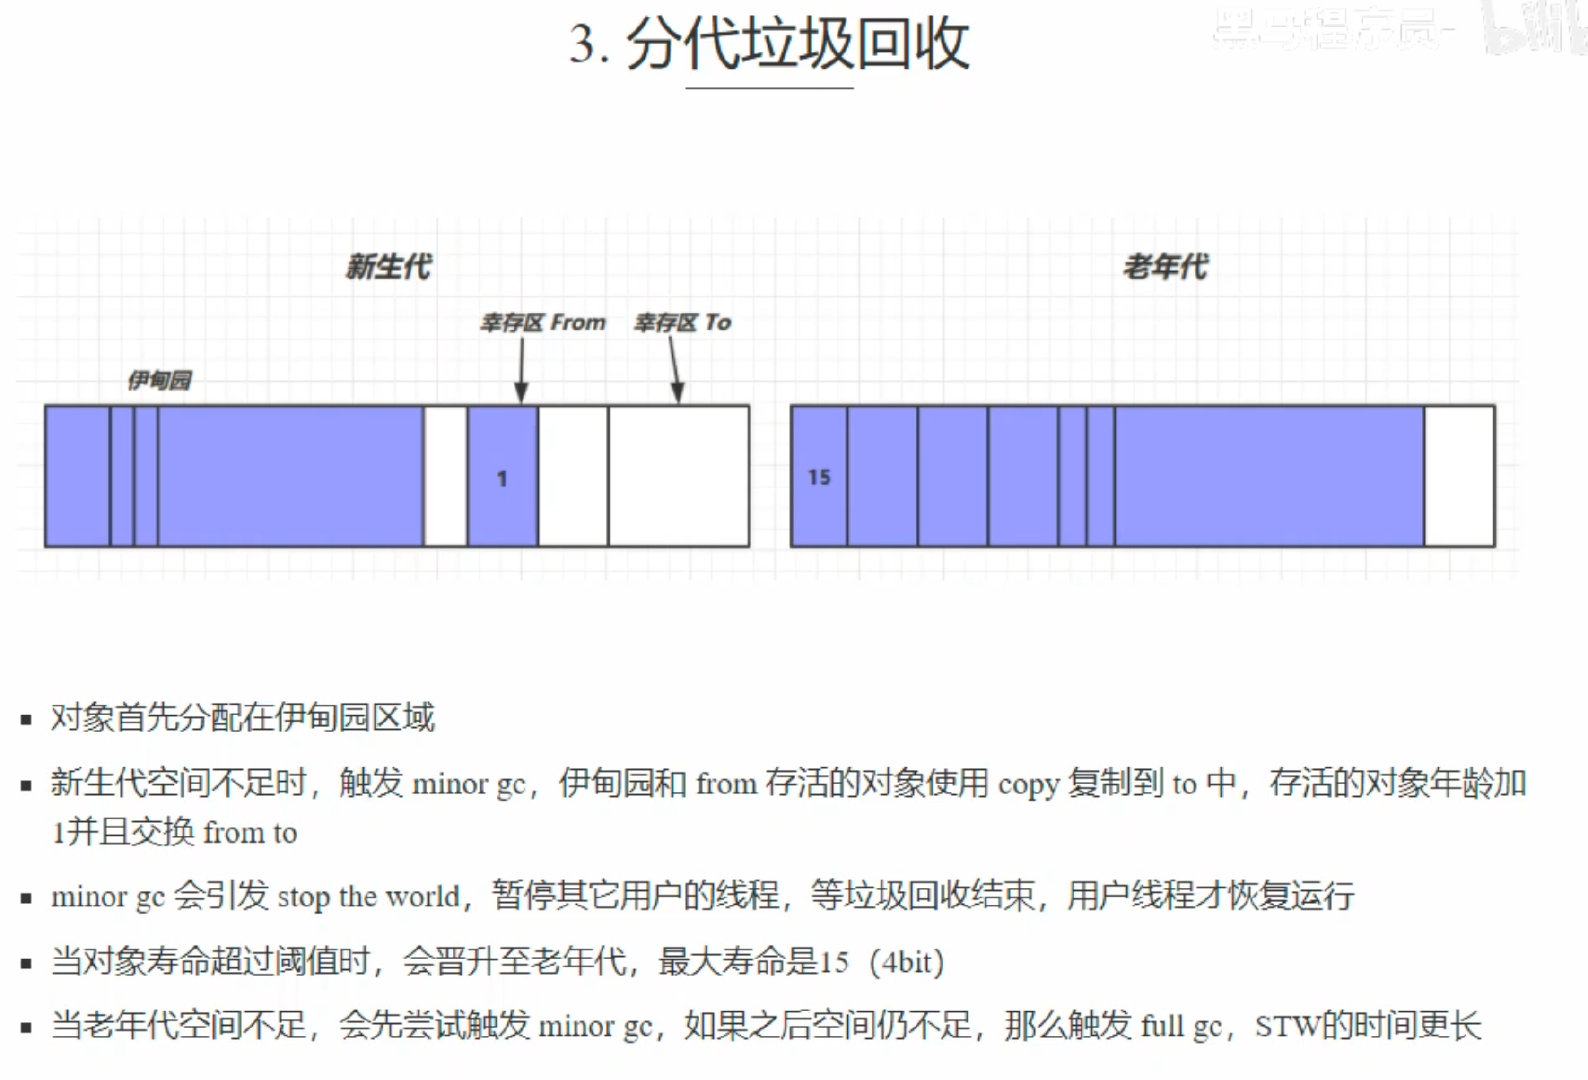 黑马程序员-
3. 分代垃圾回收
新生代
老年代
幸存区 From
幸存区 To
伊甸园
1
15
▪ 对象首先分配在伊甸园区域
▪ 新生代空间不足时，触发 minor gc，伊甸园和 from 存活的对象使用 copy 复制到 to 中，存活的对象年龄加
1并且交换 from to
▪ minor gc 会引发 stop the world，暂停其它用户的线程，等垃圾回收结束，用户线程才恢复运行
▪ 当对象寿命超过阈值时，会晋升至老年代，最大寿命是15（4bit）
▪ 当老年代空间不足，会先尝试触发 minor gc，如果之后空间仍不足，那么触发 full gc，STW的时间更长